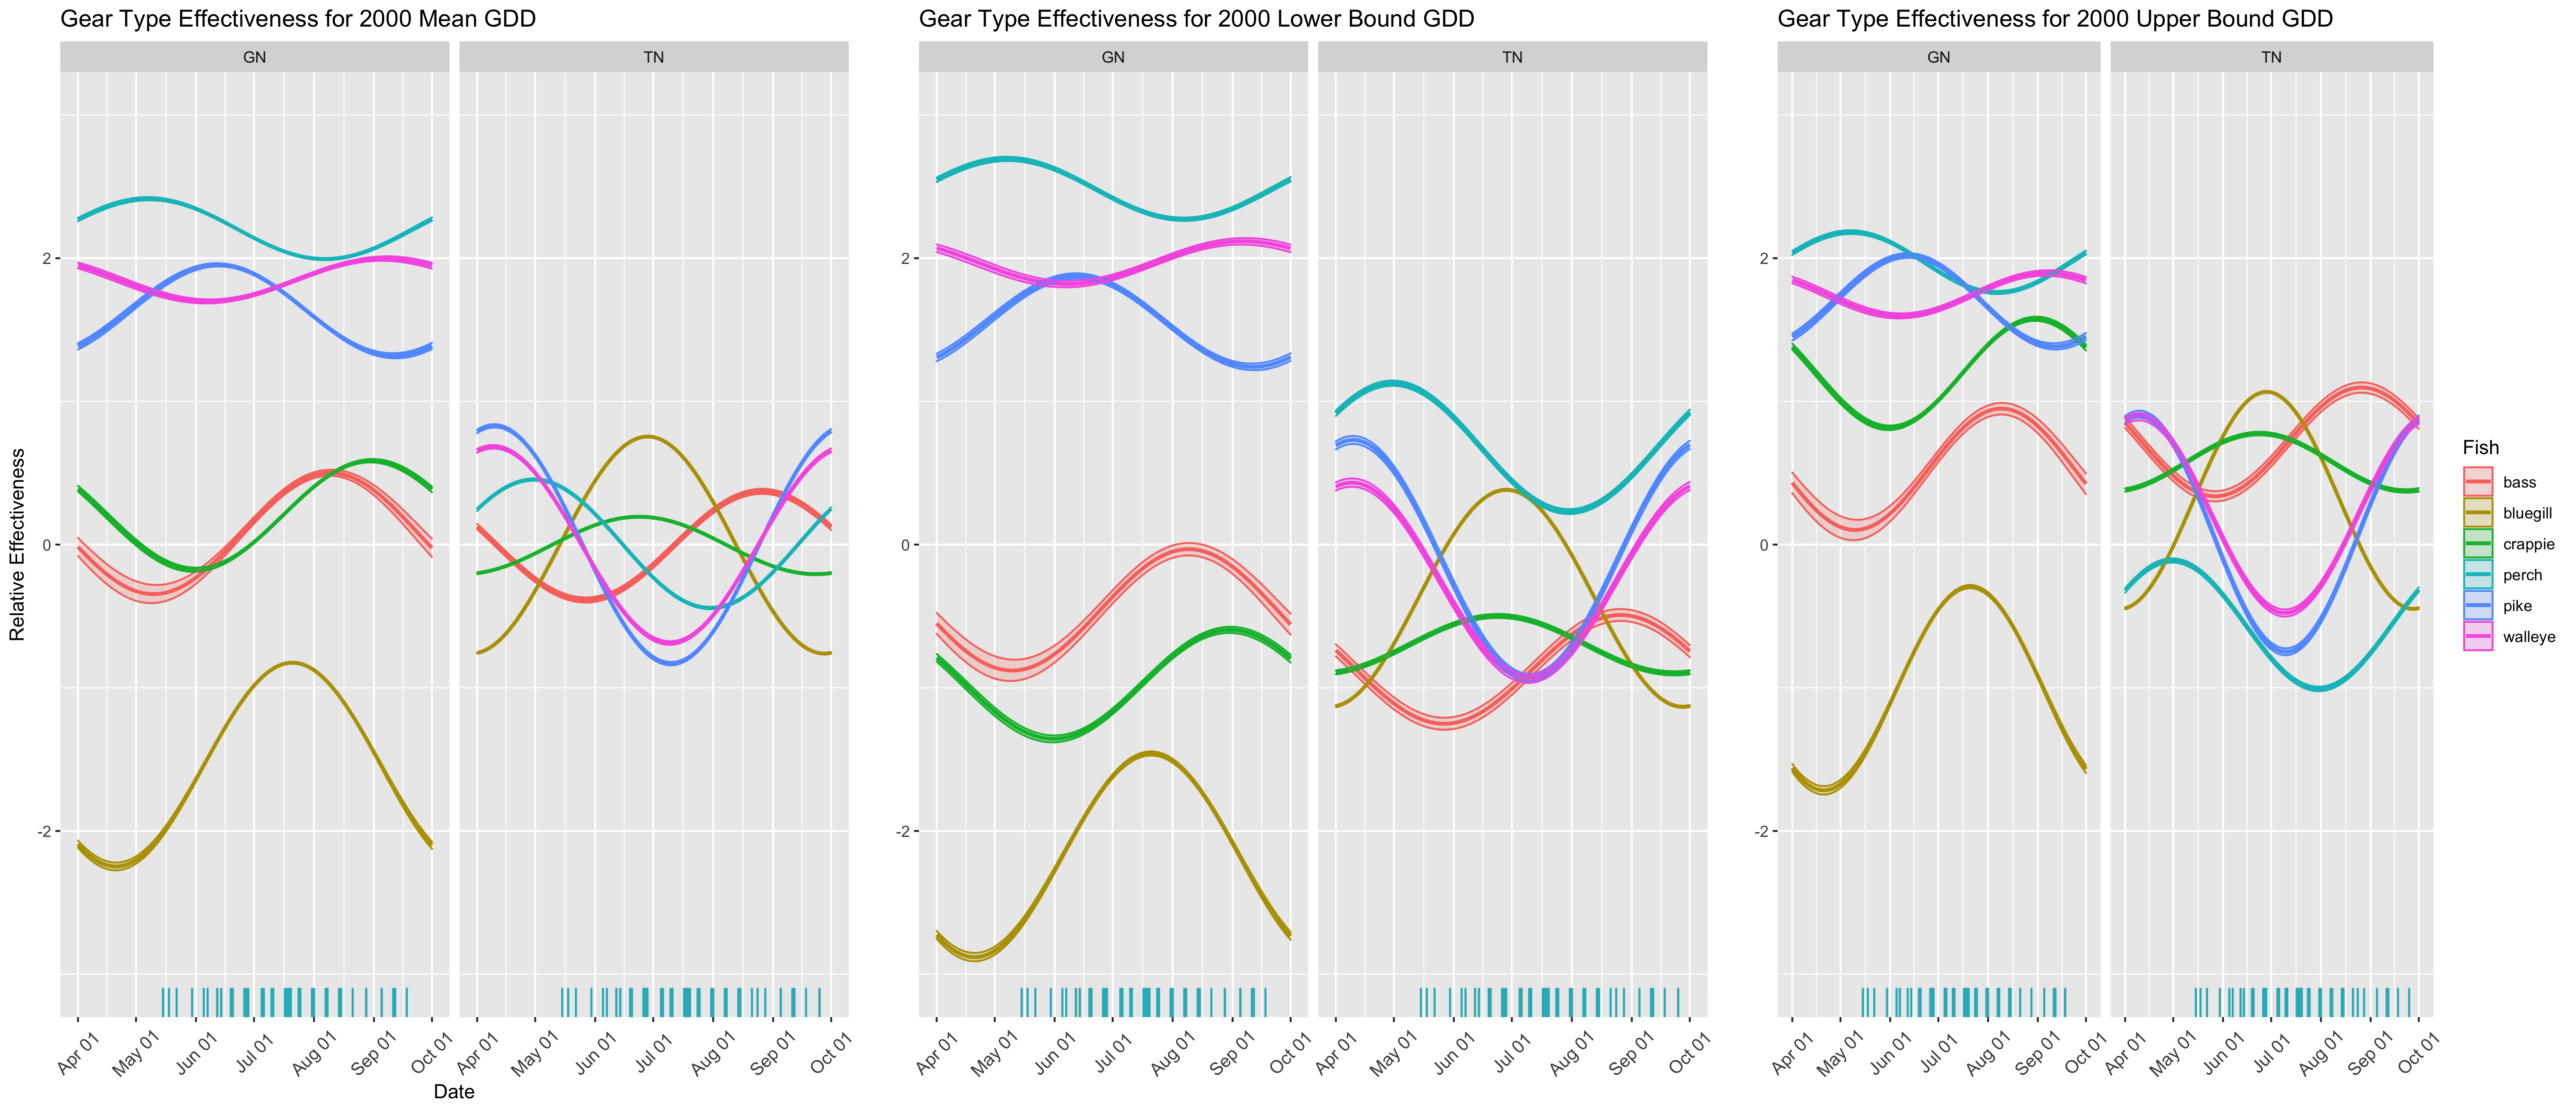 Gear Type Effectiveness for 2000 Mean GDD
GN
TN
Relative Effectiveness
2
0
-2
Apr 01
May 01
Jun 01
Jul 01
Aug 01
Sep 01
Oct 01
Apr 01
May 01
Jun 01
Jul 01
Aug 01
Sep 01
Oct 01
Date
Gear Type Effectiveness for 2000 Lower Bound GDD
GN
TN
2
0
-2
Apr 01
May 01
Jun 01
Jul 01
Aug 01
Sep 01
Oct 01
Apr 01
May 01
Jun 01
Jul 01
Aug 01
Sep 01
Oct 01
Gear Type Effectiveness for 2000 Upper Bound GDD
GN
TN
2
0
-2
Apr 01
May 01
Jun 01
Jul 01
Aug 01
Sep 01
Oct 01
Apr 01
May 01
Jun 01
Jul 01
Aug 01
Sep 01
Oct 01
Fish
bass
bluegill
crappie
perch
pike
walleye